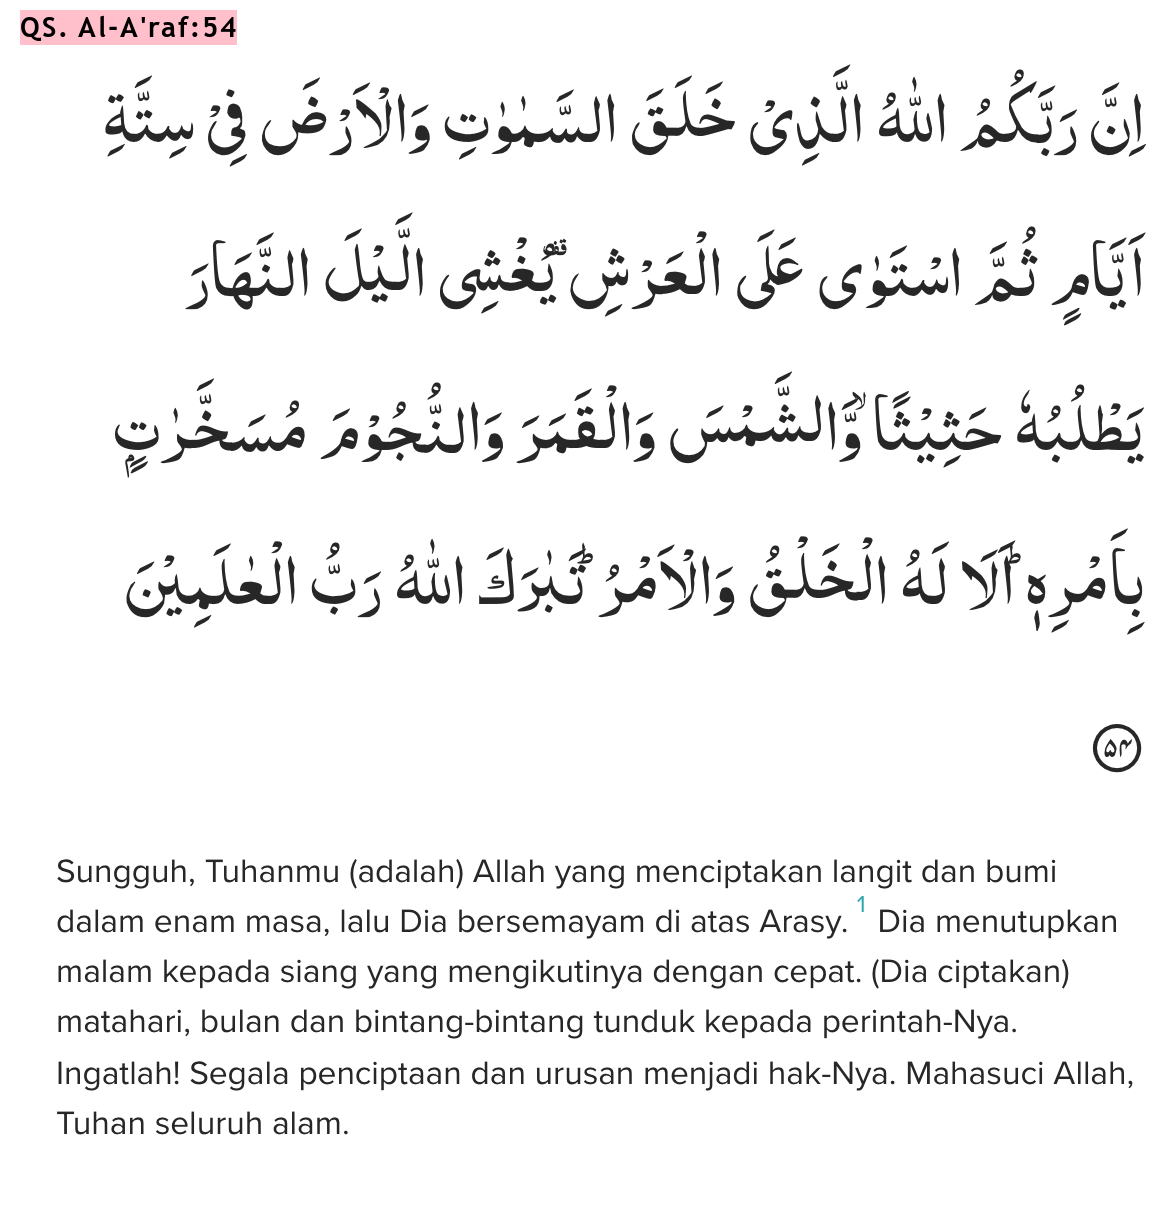 QS. Al-A'raf:54
اِنَّ رَبَّكُمُ اللّٰهُ الَّذِيْ خَلَقَ السَّمٰوٰتِ وَالْاَرْضَ فِيْ سِتَّةِ
اَيَّامٍ ثُمَّ اسْتَوٰى عَلَى الْعَرْشِۗ يُغْشِى الَّيْلَ النَّهَارَ
يَطْلُبُهٗ حَثِيْثًاۙ وَّالشَّمْسَ وَالْقَمَرَ وَالنُّجُوْمَ مُسَخَّرٰتٍۢ
بِاَمْرِهٖۗ اَلَا لَهُ الْخَلْقُ وَالْاَمْرُۗ تَبٰرَكَ اللّٰهُ رَبُّ الْعٰلَمِيْنَ
۵۴
Sungguh, Tuhanmu (adalah) Allah yang menciptakan langit dan bumi
dalam enam masa, lalu Dia bersemayam di atas Arasy. 1 Dia menutupkan
malam kepada siang yang mengikutinya dengan cepat. (Dia ciptakan)
matahari, bulan dan bintang-bintang tunduk kepada perintah-Nya.
Ingatlah! Segala penciptaan dan urusan menjadi hak-Nya. Mahasuci Allah,
Tuhan seluruh alam.